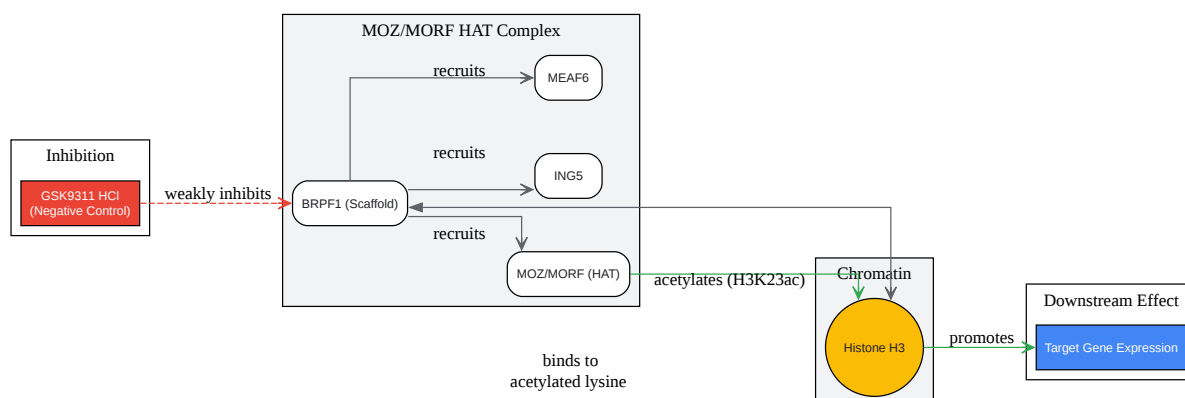 MOZ/MORF HAT Complex
recruits
MEAF6
Inhibition
recruits
ING5
GSK9311 HCl
(Negative Control)
weakly inhibits
BRPF1 (Scaffold)
recruits
MOZ/MORF (HAT)
acetylates (H3K23ac)
Chromatin
Downstream Effect
Histone H3
promotes
Target Gene Expression
binds to
acetylated lysine